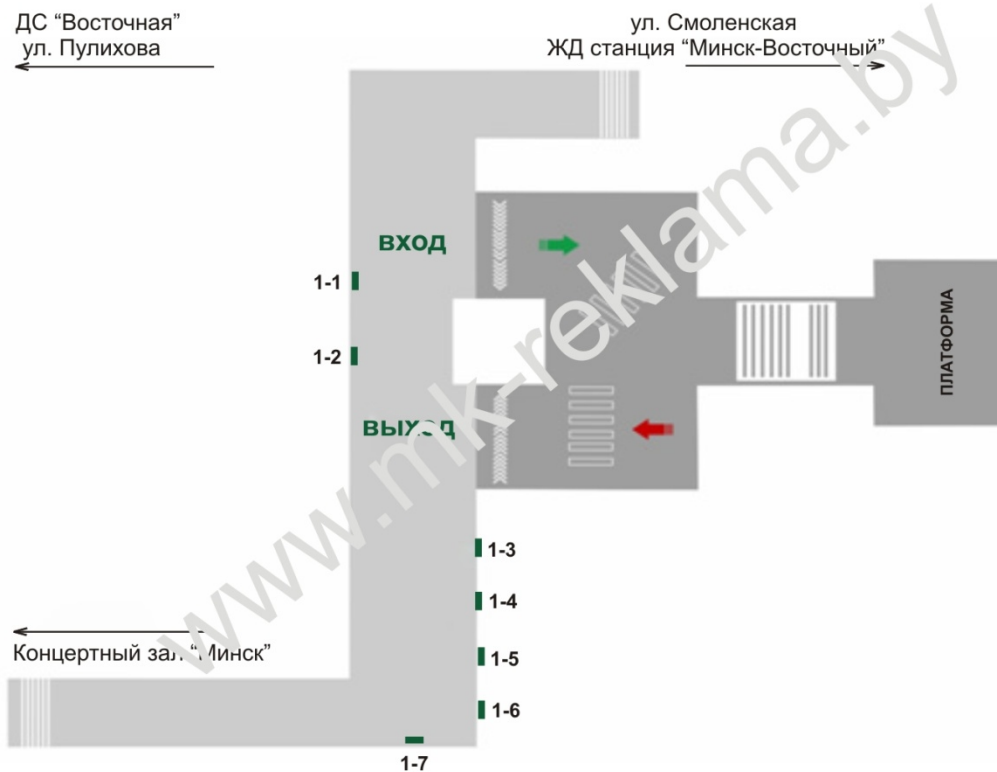 ДС “Восточная”
ул. Пулихова
ул. Смоленская
ЖД станция “Минск-Восточный”
вход
1-1
1-2
выход
ПЛАТФОРМА
1-3
1-4
1-5
1-6
Концертный зал “Минск”
1-7
www.mk-reklama.by